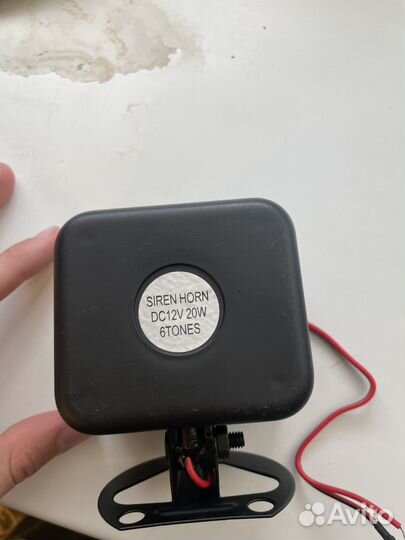 SIREN HORN
DC12V 20W
6TONES
Avito